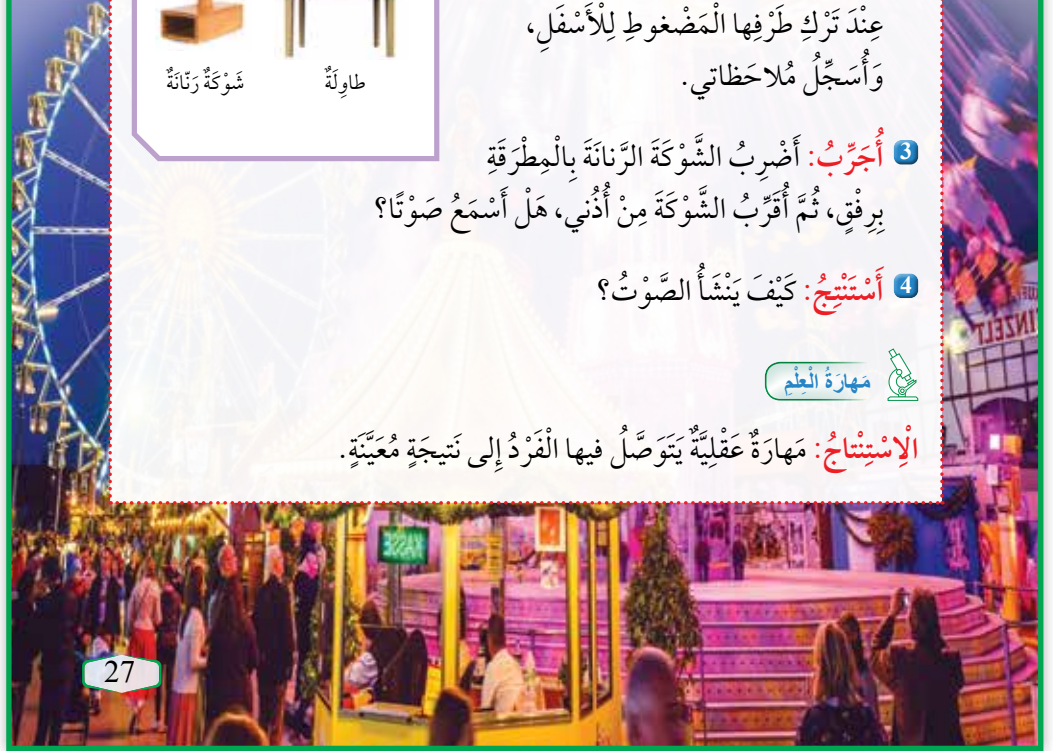 عِنْدَ تَرْكِ طَرْفِها الْمَضْغوطِ لِلْأَسْفَلِ،
وَأُسَجِّلُ مُلاحَظاتي.
طاوِلَةٌ
شَوْكَةٌ رَنّانَةٌ
3 أُجَرِّبُ: أَضْرِبُ الشَّوْكَةَ الرَّنانَةَ بِالْمِطْرَقَةِ
بِرِفْقٍ، ثُمَّ أُقَرِّبُ الشَّوْكَةَ مِنْ أُذُني، هَلْ أَسْمَعُ صَوْتًا؟
4 أَسْتَنْتِجُ: كَيْفَ يَنْشَأُ الصَّوْتُ؟
مَهارَةُ الْعِلْمِ
الْاِسْتِنْتاجُ: مَهارَةٌ عَقْلِيَّةٌ يَتَوَصَّلُ فيها الْفَرْدُ إِلى نَتيجَةٍ مُعَيَّنَةٍ.
KASSE
27